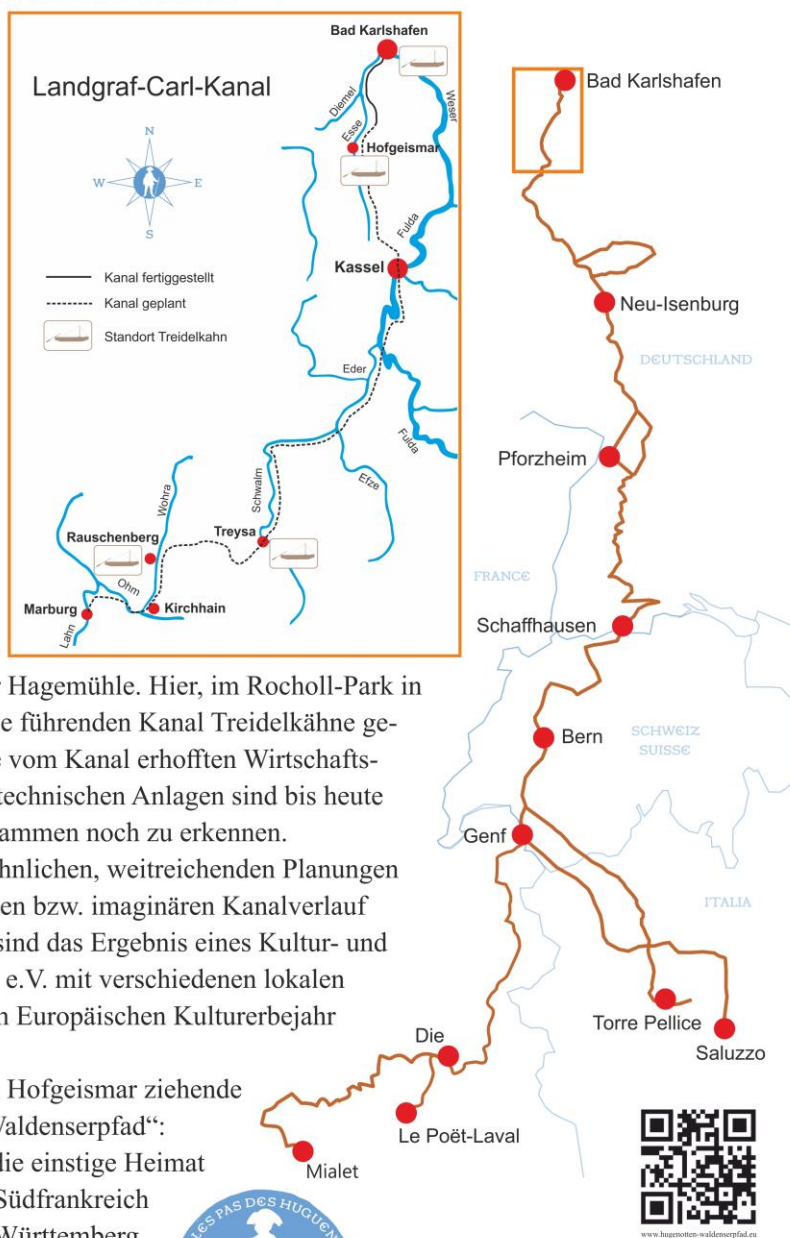 Landgraf-Carl-Kanal
N
W
E
S
Kanal fertiggestellt
Kanal geplant
Standort Treidelkahn
Bad Karlshafen
Diemel
Esse
Weser
Hofgeismar
Fulda
Kassel
Eder
Fulda
Efze
Schwalm
Treysa
Wohra
Rauschenberg
Ohm
Kirchhain
Marburg
Lahn
Bad Karlshafen
Neu-Isenburg
DEUTSCHLAND
Pforzheim
FRANCE
Schaffhausen
Bern
SCHWEIZ
SUISSE
Genf
ITALIA
Torre Pellice
Saluzzo
Die
Le Poët-Laval
Mialet
Hagemühle. Hier, im Rocholl-Park in
führenden Kanal Treidelkähne ge-
vom Kanal erhofften Wirtschafts-
technischen Anlagen sind bis heute
ammen noch zu erkennen.
hnlichen, weitreichenden Planungen
en bzw. imaginären Kanalverlauf
sind das Ergebnis eines Kultur- und
e.V. mit verschiedenen lokalen
Europäischen Kulturerbejahr
Hofgeismar ziehende
Waldenserpfad“:
die einstige Heimat
Südfrankreich
Württemberg
LES PAS DES HUGUEN
www.hugenotten-waldenserpfad.eu